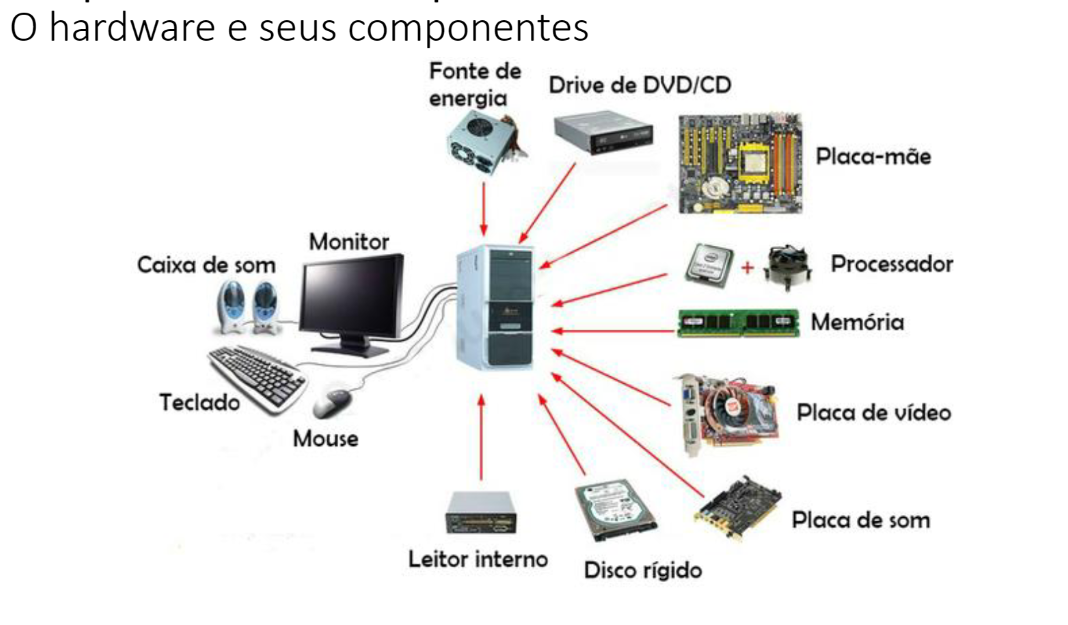 O hardware e seus componentes
Fonte de
energia
Drive de DVD/CD
Placa-mãe
Monitor
Caixa de som
Processador
Memória
Teclado
Placa de vídeo
Mouse
Placa de som
Leitor interno
Disco rígido